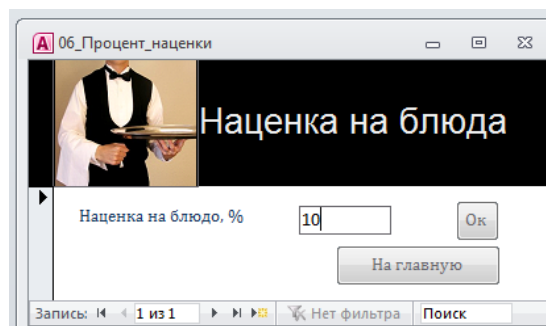 06_Процент_наценки
Наценка на блюда
Наценка на блюдо, %
10
Ок
На главную
Запись: 1 из 1 Нет фильтра Поиск